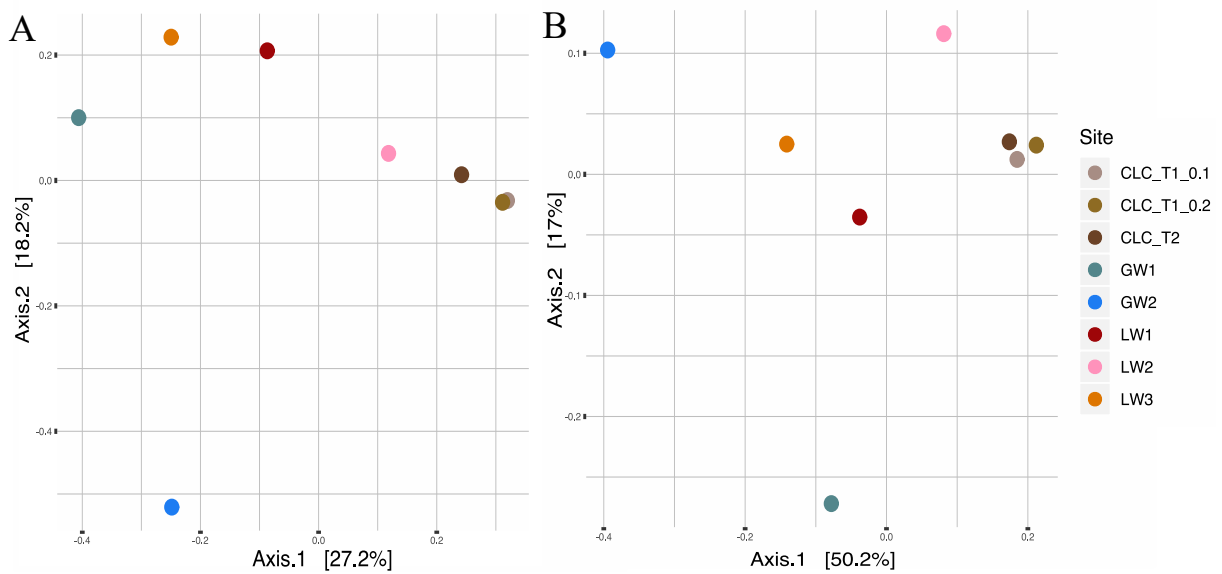 A
0.2
0.0
-0.2
-0.4
Axis.2 [18.2%]
-0.4
-0.2
0.0
0.2
Axis.1 [27.2%]
B
0.1
0.0
-0.1
-0.2
Axis.2 [17%]
-0.4
-0.2
0.0
0.2
Axis.1 [50.2%]
Site
CLC_T1_0.1
CLC_T1_0.2
CLC_T2
GW1
GW2
LW1
LW2
LW3